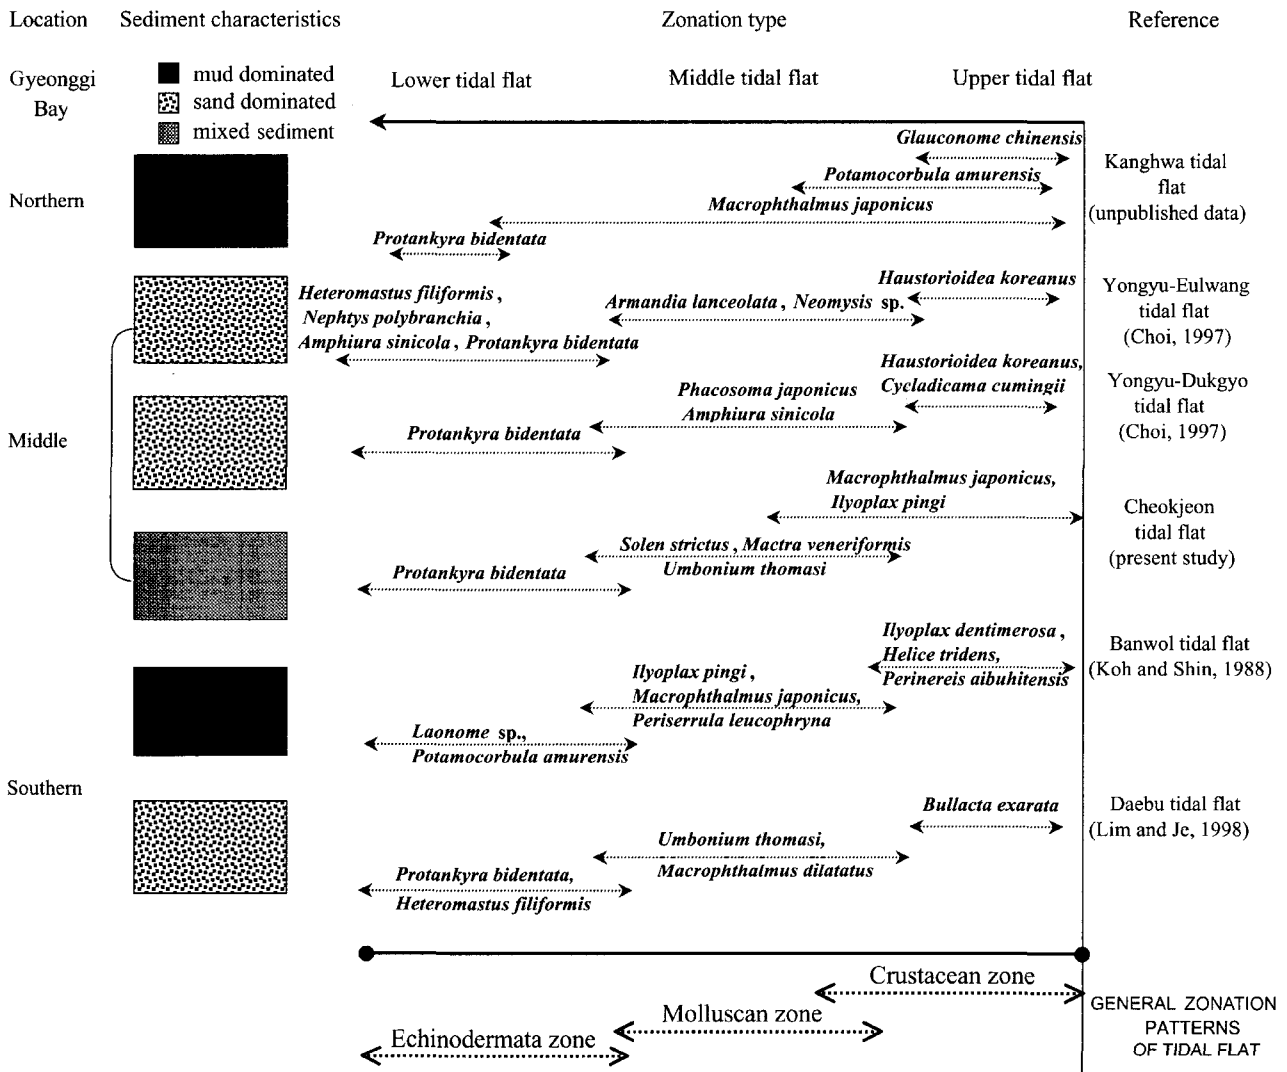 Location Sediment characteristics Zonation type Reference
Gyeonggi
Bay
mud dominated
sand dominated
mixed sediment
Lower tidal flat Middle tidal flat Upper tidal flat
Northern
Glauconome chinensis
Potamocorbula amurensis
Macrophthalmus japonicus
Protankyra bidentata
Kanghwa tidal
flat
(unpublished data)
Middle
Heteromastus filiformis,
Nephtys polybranchia,
Amphiura sinicola, Protankyra bidentata
Armandia lanceolata, Neomysis sp.
Haustorioidea koreanus
Yongyu-Eulwang
tidal flat
(Choi, 1997)
Protankyra bidentata
Phacosoma japonicus
Amphiura sinicola
Haustorioidea koreanus,
Cycladicama cumingii
Yongyu-Dukgyo
tidal flat
(Choi, 1997)
Macrophthalmus japonicus,
Ilyoplax pingi
Solen strictus, Mactra veneriformis
Umbonium thomasi
Protankyra bidentata
Cheokjeon
tidal flat
(present study)
Southern
Ilyoplax dentimerosa,
Helice tridens,
Perinereis aibuhitensis
Ilyoplax pingi,
Macrophthalmus japonicus,
Periserrula leucophryna
Laonome sp.,
Potamocorbula amurensis
Banwol tidal flat
(Koh and Shin, 1988)
Bullacta exarata
Umbonium thomasi,
Macrophthalmus dilatatus
Protankyra bidentata,
Heteromastus filiformis
Daebu tidal flat
(Lim and Je, 1998)
Crustacean zone
Molluscan zone
Echinodermata zone
GENERAL ZONATION
PATTERNS
OF TIDAL FLAT